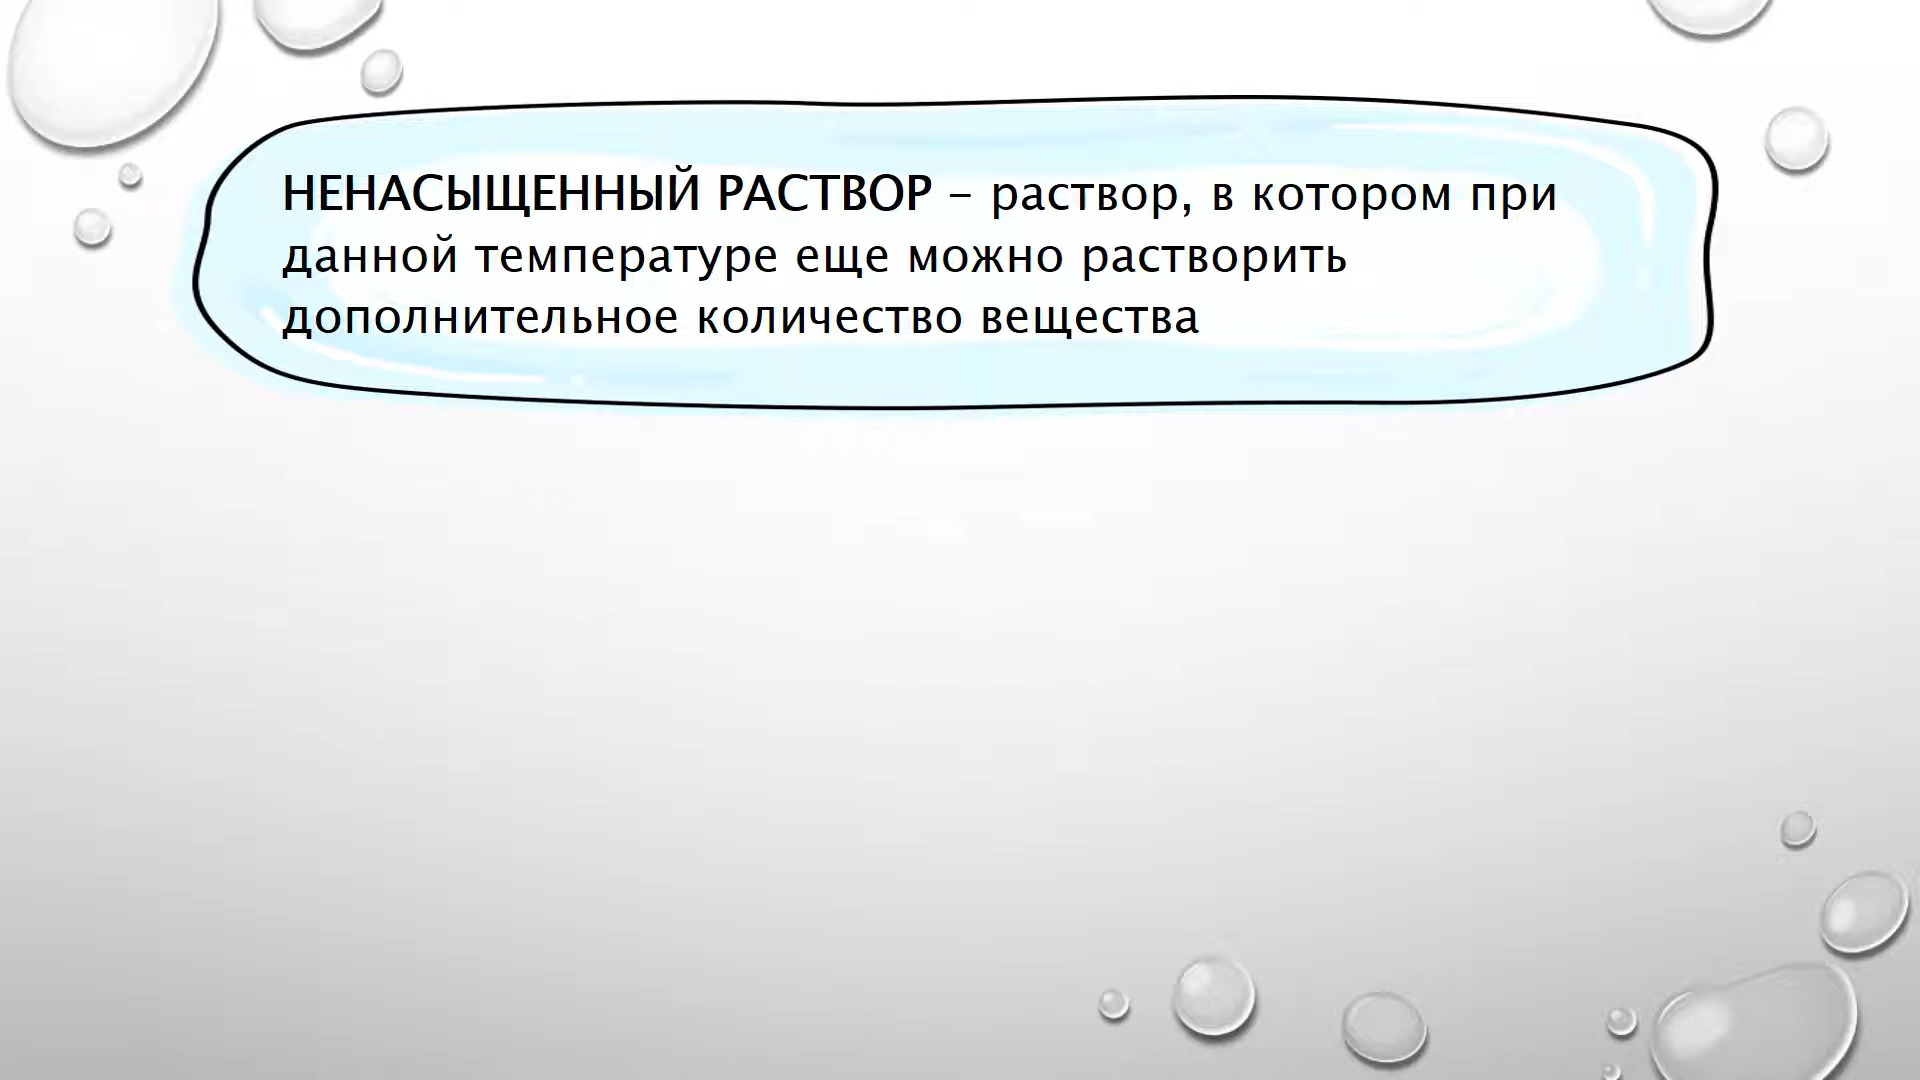 НЕНАСЫЩЕННЫЙ РАСТВОР – раствор, в котором при
данной температуре еще можно растворить
дополнительное количество вещества